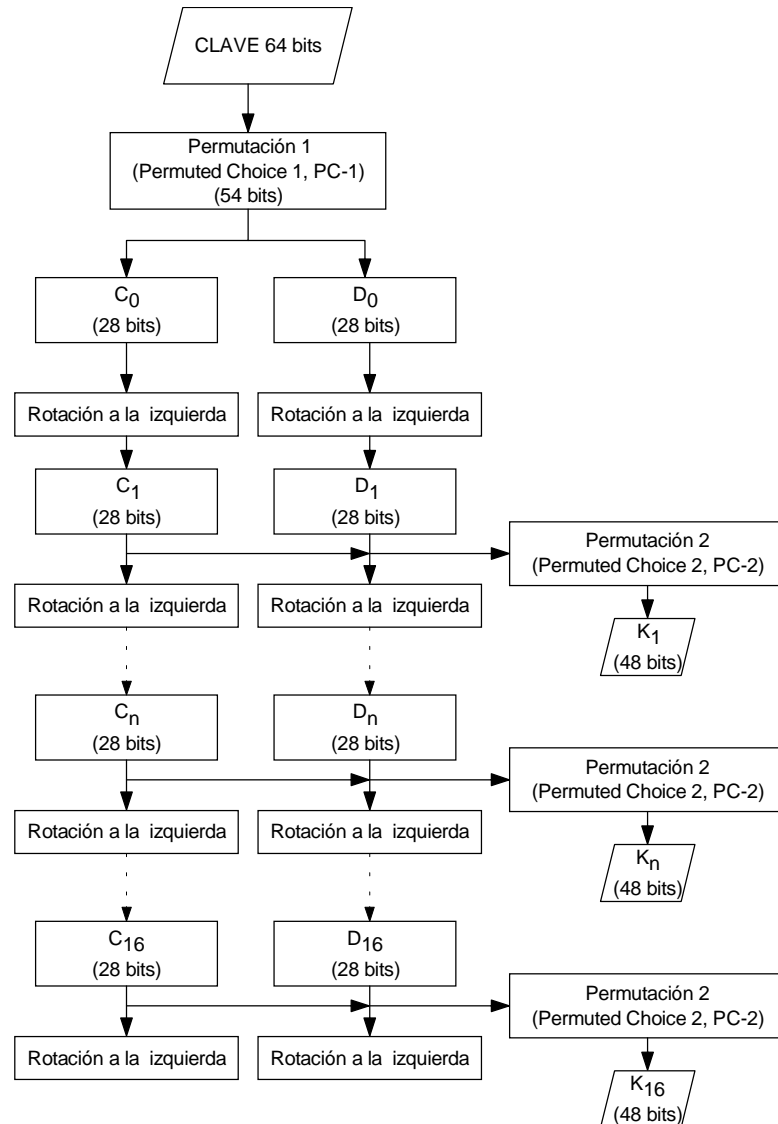 CLAVE 64 bits
Permutación 1
(Permuted Choice 1, PC-1)
(54 bits)
C0
(28 bits)
D0
(28 bits)
Rotación a la izquierda
Rotación a la izquierda
C1
(28 bits)
D1
(28 bits)
Permutación 2
(Permuted Choice 2, PC-2)
Rotación a la izquierda
Rotación a la izquierda
K1
(48 bits)
Cn
(28 bits)
Dn
(28 bits)
Permutación 2
(Permuted Choice 2, PC-2)
Rotación a la izquierda
Rotación a la izquierda
Kn
(48 bits)
C16
(28 bits)
D16
(28 bits)
Permutación 2
(Permuted Choice 2, PC-2)
Rotación a la izquierda
Rotación a la izquierda
K16
(48 bits)